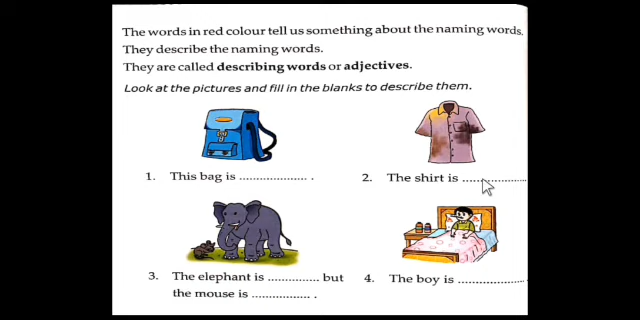 The words in red colour tell us something about the naming words.
They describe the naming words.
They are called describing words or adjectives.
Look at the pictures and fill in the blanks to describe them.
1. This bag is .................... .
2. The shirt is ....................
3. The elephant is ............... but
the mouse is ................. .
4. The boy is ....................